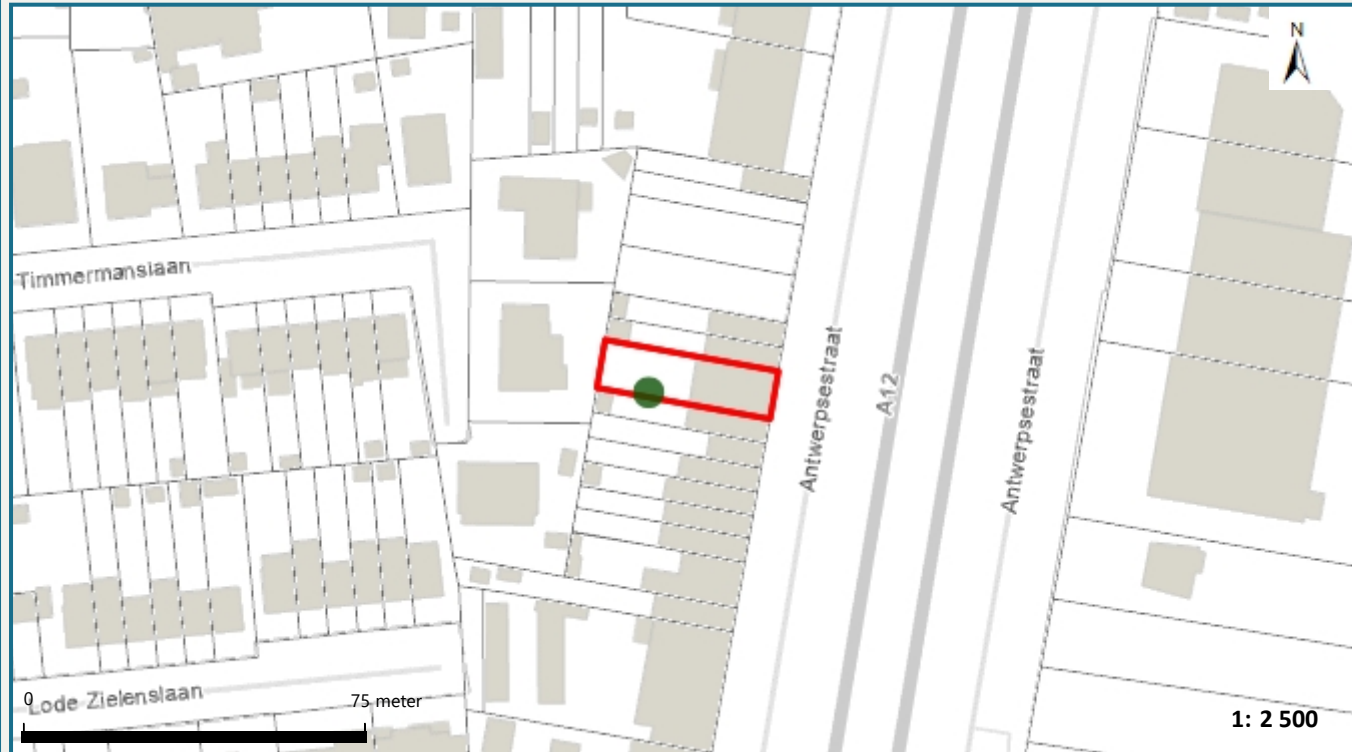 N
Timmermanslaan
Antwerpsestraat
A12
Antwerpsestraat
Lode Zielenslaan
0
75 meter
1: 2 500